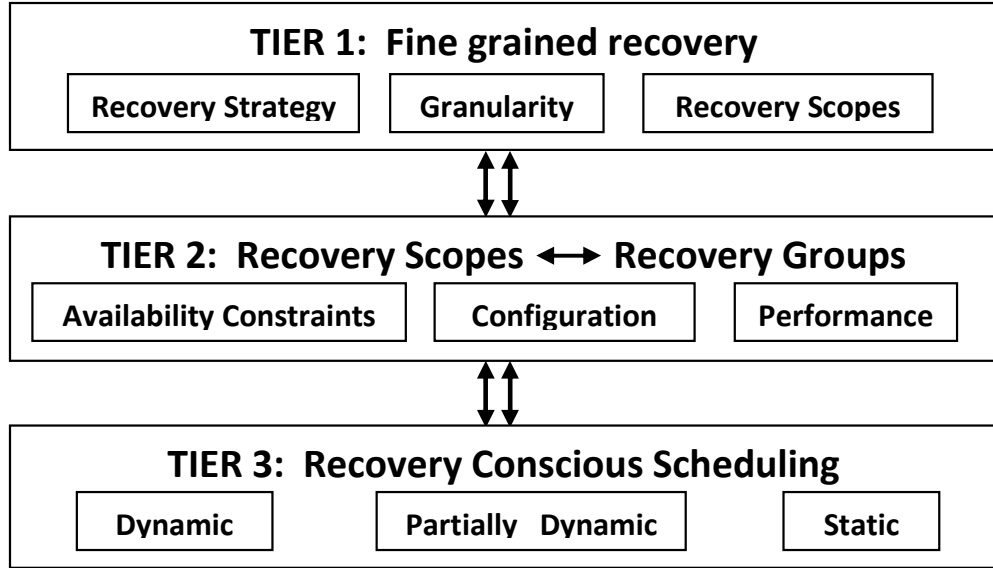 TIER 1: Fine grained recovery
Recovery Strategy Granularity Recovery Scopes
TIER 2: Recovery Scopes Recovery Groups
Availability Constraints Configuration Performance
TIER 3: Recovery Conscious Scheduling
Dynamic Partially Dynamic Static